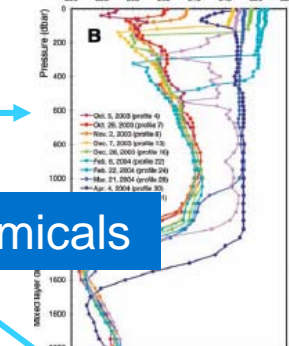 0
Pressure (dbar)
B
200
400
600
800
1000
1600
Oct. 5, 2003 (profile 4)
Oct. 26, 2003 (profile 7)
Nov. 2, 2003 (profile 8)
Dec. 7, 2003 (profile 13)
Dec. 28, 2003 (profile 16)
Feb. 8, 2004 (profile 22)
Feb. 22, 2004 (profile 24)
Mar. 21, 2004 (profile 28)
Apr. 4, 2004 (profile 30)
micals
Mixed layer